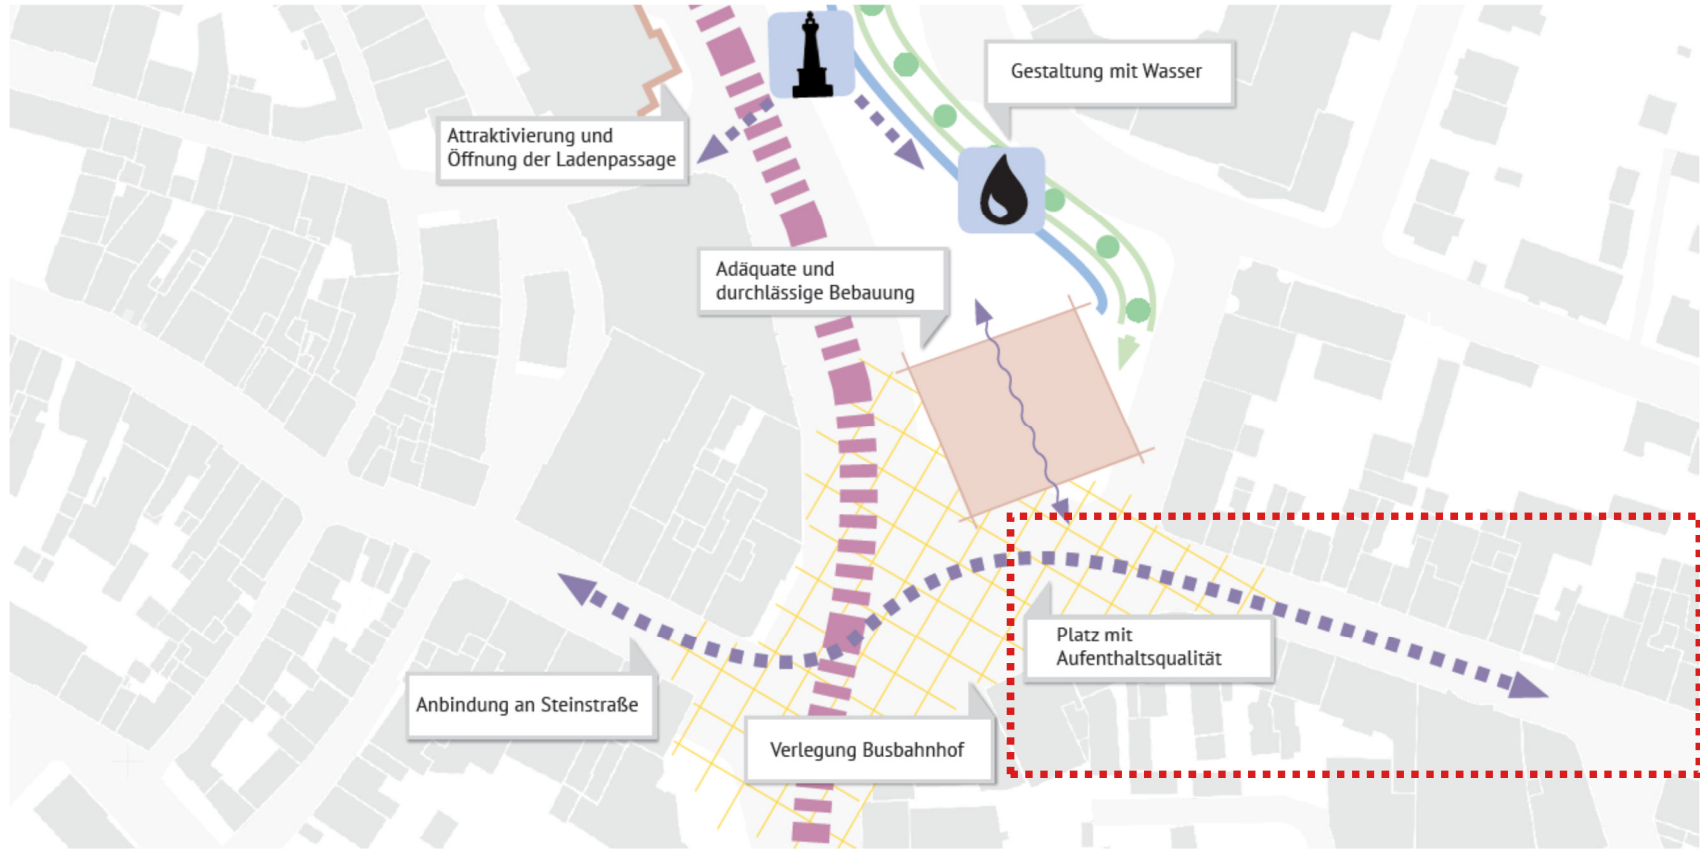 Gestaltung mit Wasser
Attraktivierung und
Öffnung der Ladenpassage
Adäquate und
durchlässige Bebauung
Platz mit
Aufenthaltsqualität
Anbindung an Steinstraße
Verlegung Busbahnhof